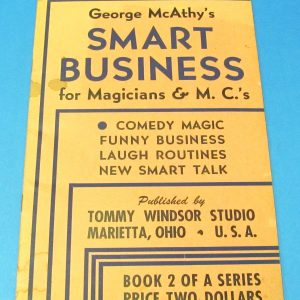 George McAthy's
SMART
BUSINESS
for Magicians & M. C.'s
• COMEDY MAGIC
FUNNY BUSINESS
LAUGH ROUTINES
NEW SMART TALK
Published by
TOMMY WINDSOR STUDIO
MARIETTA, OHIO • U. S. A.
BOOK 2 OF A SERIES
PRICE TWO DOLLARS